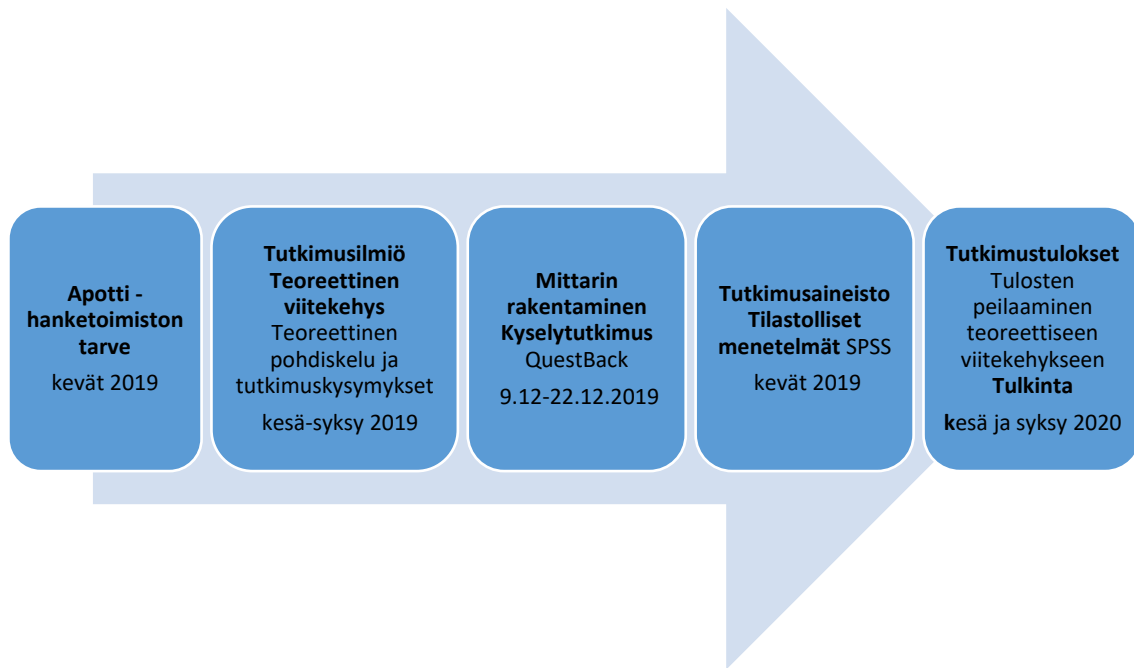 Apotti -
hanketoimiston
tarve
kevät 2019
Tutkimusilmiö
Teoreettinen
viitekehys
Teoreettinen
pohdiskelu ja
tutkimuskysymykset
kesä-syksy 2019
Mittarin
rakentaminen
Kyselytutkimus
QuestBack
9.12-22.12.2019
Tutkimusaineisto
Tilastolliset
menetelmät SPSS
kevät 2019
Tutkimustulokset
Tulosten
peilaaminen
teoreettiseen
viitekehykseen
Tulkinta
kesä ja syksy 2020